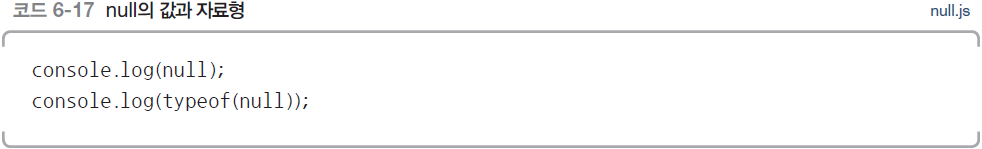 코드 6-17 null의 값과 자료형 null.js
console.log(null);
console.log(typeof(null));